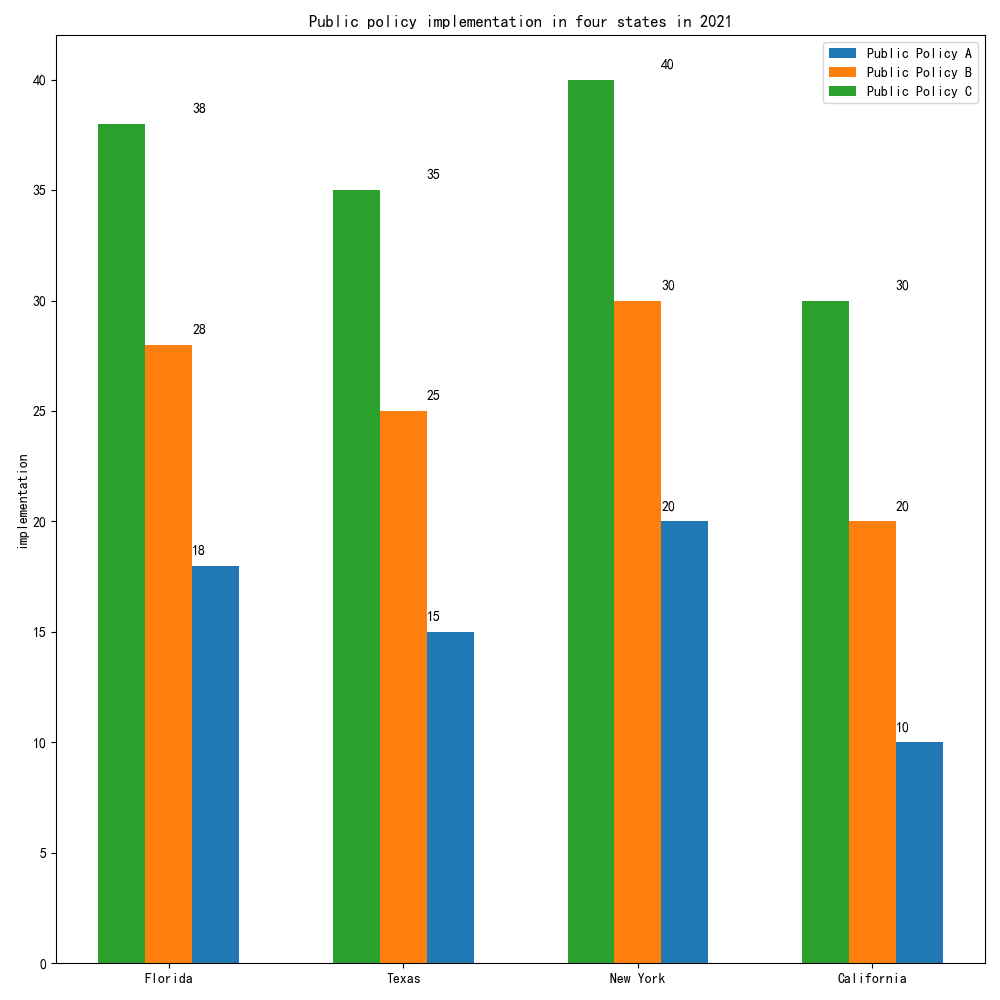 Public policy implementation in four states in 2021
Public Policy A
Public Policy B
Public Policy C
implementation
40
35
30
25
20
15
10
5
0
38
28
18
35
25
15
40
30
20
30
20
10
Florida
Texas
New York
California